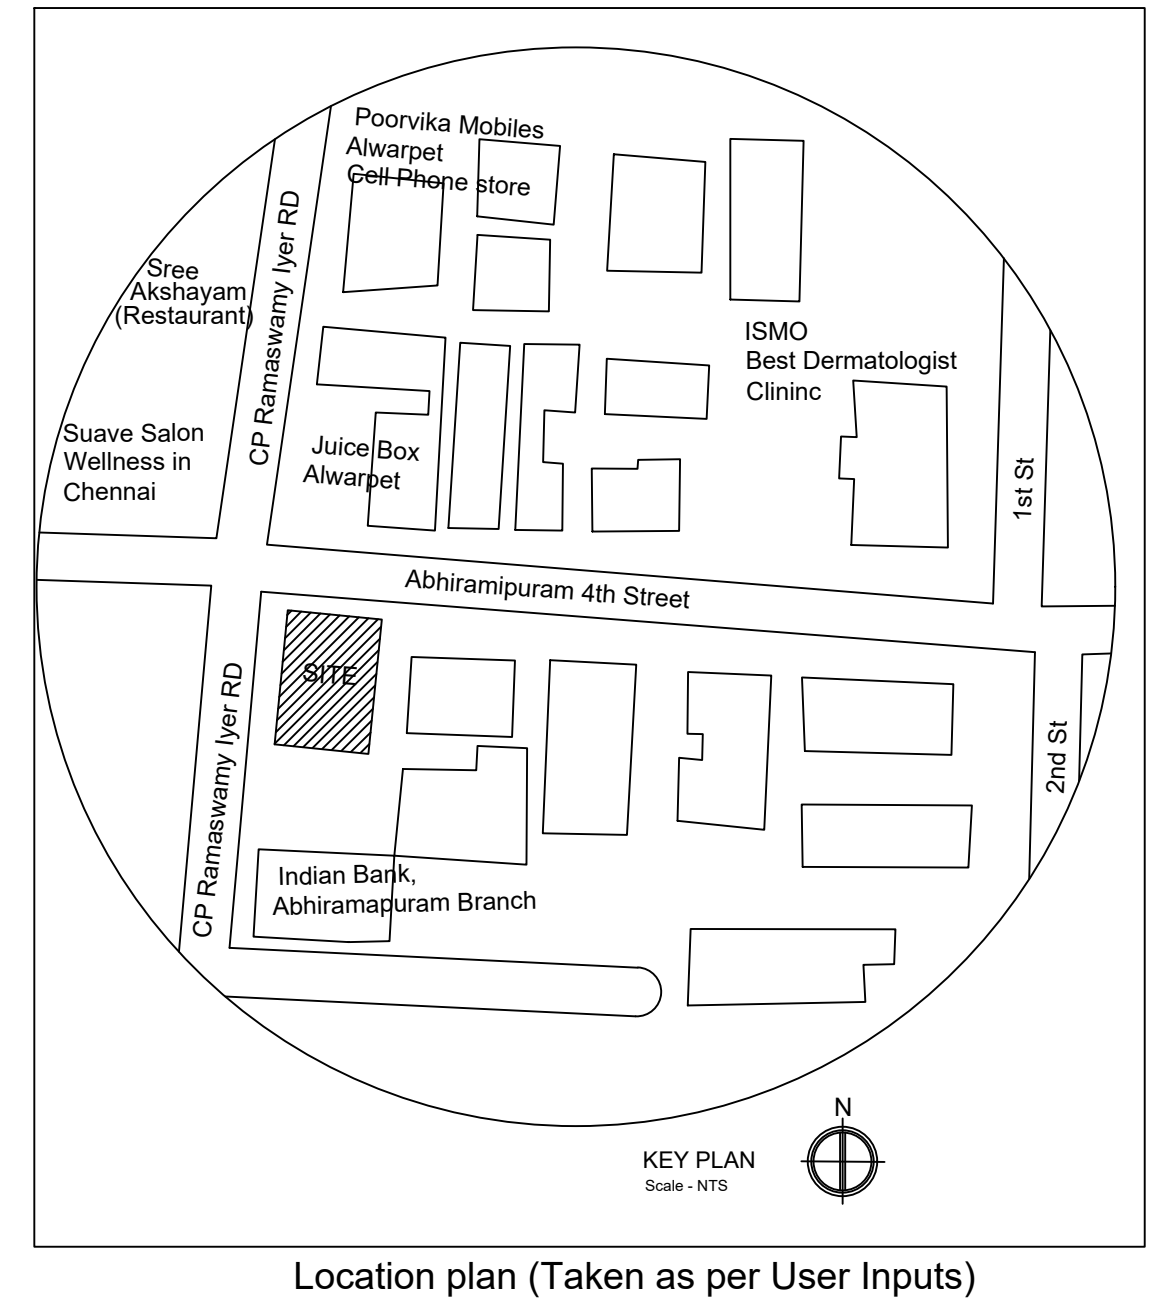 Poorvika Mobiles
Alwarpet
Cell Phone store
CP Ramaswamy Iyer RD
Sree
Akshayam
(Restaurant)
ISMO
Best Dermatologist
Clininc
Suave Salon
Wellness in
Chennai
Juice Box
Alwarpet
1st St
Abhiramipuram 4th Street
SITE
CP Ramaswamy Iyer RD
2nd St
Indian Bank,
Abhiramapuram Branch
N
KEY PLAN
Scale - NTS
Location plan (Taken as per User Inputs)